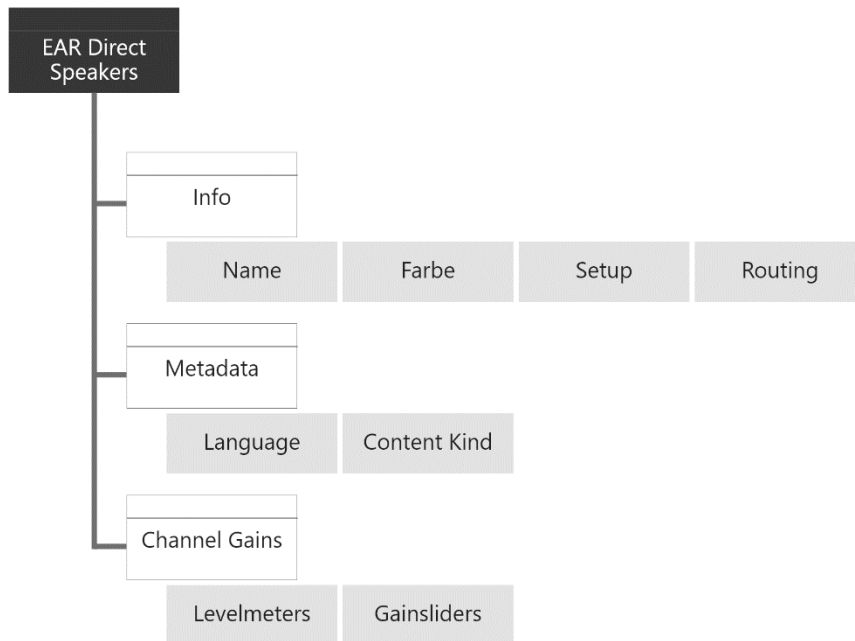 EAR Direct
Speakers
Info
Name Farbe Setup Routing
Metadata
Language Content Kind
Channel Gains
Levelmeters Gainsliders